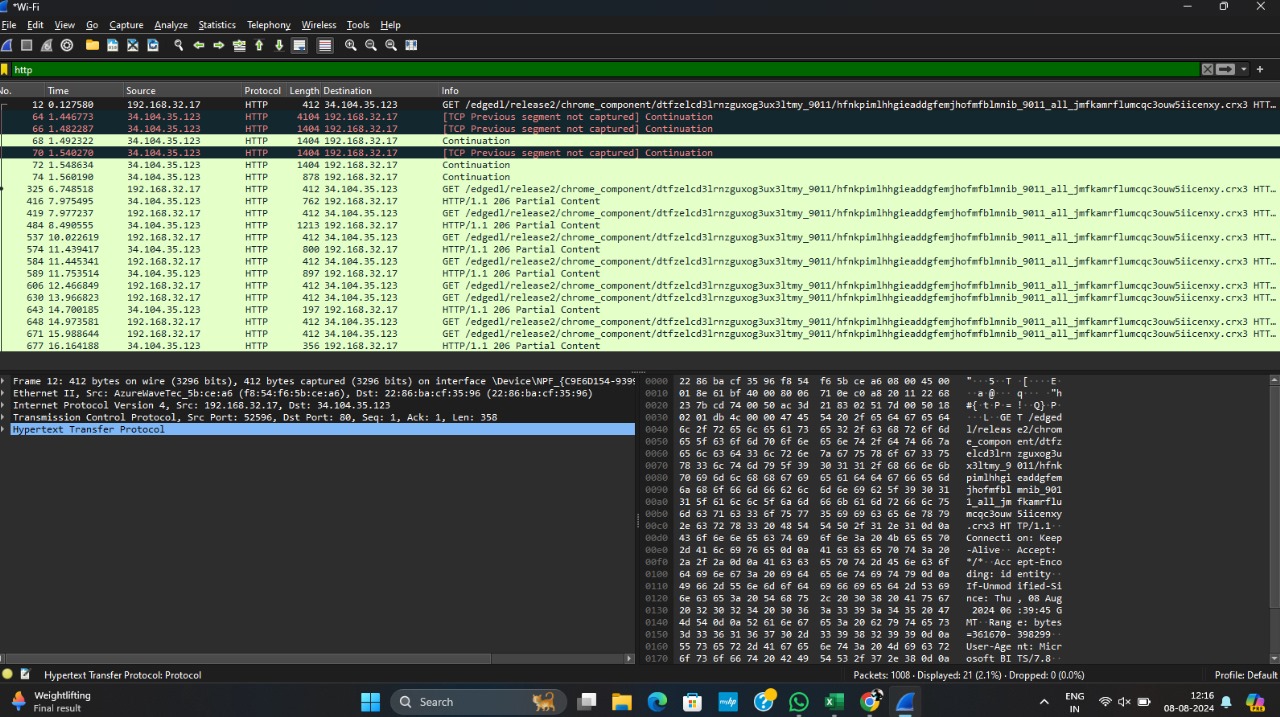 *Wi-Fi
File Edit View Go Capture Analyze Statistics Telephony Wireless Tools Help
http
No. Time Source Protocol Length Destination Info
12 0.127580 192.168.32.17 HTTP 412 34.104.35.123 GET /edgedl/release2/chrome_component/dtfzelcd3lrnzguxog3ux3ltmy_9011/hfnkpimlhhgieaddgfemjhofmfblmnib_9011_all_jmfkamrflumcqc3ouw5iicenxy.crx3 HTT…
64 1.446773 34.104.35.123 HTTP 4104 192.168.32.17 [TCP Previous segment not captured] Continuation
66 1.482287 34.104.35.123 HTTP 1404 192.168.32.17 [TCP Previous segment not captured] Continuation
68 1.492322 34.104.35.123 HTTP 1404 192.168.32.17 Continuation
70 1.540270 34.104.35.123 HTTP 1404 192.168.32.17 [TCP Previous segment not captured] Continuation
72 1.548634 34.104.35.123 HTTP 1404 192.168.32.17 Continuation
74 1.560190 34.104.35.123 HTTP 878 192.168.32.17 Continuation
325 6.748518 192.168.32.17 HTTP 412 34.104.35.123 GET /edgedl/release2/chrome_component/dtfzelcd3lrnzguxog3ux3ltmy_9011/hfnkpimlhhgieaddgfemjhofmfblmnib_9011_all_jmfkamrflumcqc3ouw5iicenxy.crx3 HTT…
416 7.975495 34.104.35.123 HTTP 762 192.168.32.17 HTTP/1.1 206 Partial Content
419 7.977237 192.168.32.17 HTTP 412 34.104.35.123 GET /edgedl/release2/chrome_component/dtfzelcd3lrnzguxog3ux3ltmy_9011/hfnkpimlhhgieaddgfemjhofmfblmnib_9011_all_jmfkamrflumcqc3ouw5iicenxy.crx3 HTT…
484 8.490555 34.104.35.123 HTTP 1213 192.168.32.17 HTTP/1.1 206 Partial Content
537 10.022619 192.168.32.17 HTTP 412 34.104.35.123 GET /edgedl/release2/chrome_component/dtfzelcd3lrnzguxog3ux3ltmy_9011/hfnkpimlhhgieaddgfemjhofmfblmnib_9011_all_jmfkamrflumcqc3ouw5iicenxy.crx3 HTT…
574 11.439417 34.104.35.123 HTTP 800 192.168.32.17 HTTP/1.1 206 Partial Content
584 11.445341 192.168.32.17 HTTP 412 34.104.35.123 GET /edgedl/release2/chrome_component/dtfzelcd3lrnzguxog3ux3ltmy_9011/hfnkpimlhhgieaddgfemjhofmfblmnib_9011_all_jmfkamrflumcqc3ouw5iicenxy.crx3 HTT…
589 11.753514 34.104.35.123 HTTP 897 192.168.32.17 HTTP/1.1 206 Partial Content
606 12.466849 192.168.32.17 HTTP 412 34.104.35.123 GET /edgedl/release2/chrome_component/dtfzelcd3lrnzguxog3ux3ltmy_9011/hfnkpimlhhgieaddgfemjhofmfblmnib_9011_all_jmfkamrflumcqc3ouw5iicenxy.crx3 HTT…
630 13.966823 192.168.32.17 HTTP 412 34.104.35.123 GET /edgedl/release2/chrome_component/dtfzelcd3lrnzguxog3ux3ltmy_9011/hfnkpimlhhgieaddgfemjhofmfblmnib_9011_all_jmfkamrflumcqc3ouw5iicenxy.crx3 HTT…
643 14.700185 34.104.35.123 HTTP 197 192.168.32.17 HTTP/1.1 206 Partial Content
648 14.973581 192.168.32.17 HTTP 412 34.104.35.123 GET /edgedl/release2/chrome_component/dtfzelcd3lrnzguxog3ux3ltmy_9011/hfnkpimlhhgieaddgfemjhofmfblmnib_9011_all_jmfkamrflumcqc3ouw5iicenxy.crx3 HTT…
671 15.988644 192.168.32.17 HTTP 412 34.104.35.123 GET /edgedl/release2/chrome_component/dtfzelcd3lrnzguxog3ux3ltmy_9011/hfnkpimlhhgieaddgfemjhofmfblmnib_9011_all_jmfkamrflumcqc3ouw5iicenxy.crx3 HTT…
677 16.164188 34.104.35.123 HTTP 356 192.168.32.17 HTTP/1.1 206 Partial Content
Frame 12: 412 bytes on wire (3296 bits), 412 bytes captured (3296 bits) on interface \Device\NPF_{C9E6D154-939
Ethernet II, Src: AzureWaveTec_5b:ce:a6 (f8:54:f6:5b:ce:a6), Dst: 22:86:ba:cf:35:96 (22:86:ba:cf:35:96)
Internet Protocol Version 4, Src: 192.168.32.17, Dst: 34.104.35.123
Transmission Control Protocol, Src Port: 52596, Dst Port: 80, Seq: 1, Ack: 1, Len: 358
Hypertext Transfer Protocol
0000 22 86 ba cf 35 96 f8 54 f6 5b ce a6 08 00 45 00 "···5··T ·[····E·
0010 01 8e 61 bf 40 00 80 06 71 0e c0 a8 20 11 22 68 ··a·@··· q··· ·"h
0020 23 7b cd 74 00 50 ac 3d 21 83 02 51 7d 00 50 18 #{·t·P·= !··Q}·P·
0030 02 01 db 4c 00 00 47 45 54 20 2f 65 64 67 65 64 ···L··GE T /edged
0040 6c 2f 72 65 6c 65 61 73 65 32 2f 63 68 72 6f 6d l/releas e2/chrom
0050 65 5f 63 6f 6d 70 6f 6e 65 6e 74 2f 64 74 66 7a e_compon ent/dtfz
0060 65 6c 63 64 33 6c 72 6e 7a 67 75 78 6f 67 33 75 elcd3lrn zguxog3u
0070 78 33 6c 74 6d 79 5f 39 30 31 31 2f 68 66 6e 6b x3ltmy_9 011/hfnk
0080 70 69 6d 6c 68 68 67 69 65 61 64 64 67 66 65 6d pimlhhgi eaddgfem
0090 6a 68 6f 66 6d 66 62 6c 6d 6e 69 62 5f 39 30 31 jhofmfbl mnib_901
00a0 31 5f 61 6c 6c 5f 6a 6d 66 6b 61 6d 72 66 6c 75 1_all_jm fkamrflu
00b0 6d 63 71 63 33 6f 75 77 35 69 69 63 65 6e 78 79 mcqc3ouw 5iicenxy
00c0 2e 63 72 78 33 20 48 54 54 50 2f 31 2e 31 0d 0a .crx3 HT TP/1.1··
00d0 43 6f 6e 6e 65 63 74 69 6f 6e 3a 20 4b 65 65 70 Connecti on: Keep
00e0 2d 41 6c 69 76 65 0d 0a 41 63 63 65 70 74 3a 20 -Alive·· Accept:
00f0 2a 2f 2a 0d 0a 41 63 63 65 70 74 2d 45 6e 63 6f */*··Acc ept-Enco
0100 64 69 6e 67 3a 20 69 64 65 6e 74 69 74 79 0d 0a ding: id entity··
0110 49 66 2d 55 6e 6d 6f 64 69 66 69 65 64 2d 53 69 If-Unmod ified-Si
0120 6e 63 65 3a 20 54 68 75 2c 20 30 38 20 41 75 67 nce: Thu , 08 Aug
0130 20 32 30 32 34 20 30 36 3a 33 39 3a 34 35 20 47 2024 06 :39:45 G
0140 4d 54 0d 0a 52 61 6e 67 65 3a 20 62 79 74 65 73 MT··Rang e: bytes
0150 3d 33 36 31 36 37 30 2d 33 39 38 32 39 39 0d 0a =361670- 398299··
0160 55 73 65 72 2d 41 67 65 6e 74 3a 20 4d 69 63 72 User-Age nt: Micr
0170 6f 73 6f 66 74 20 42 49 54 53 2f 37 2e 38 0d 0a osoft BI TS/7.8··
Hypertext Transfer Protocol: Protocol
Packets: 1008 · Displayed: 21 (2.1%) · Dropped: 0 (0.0%)
Profile: Default
Weightlifting
Final result
Search
mhp
ENG
IN
12:16
08-08-2024
PRE